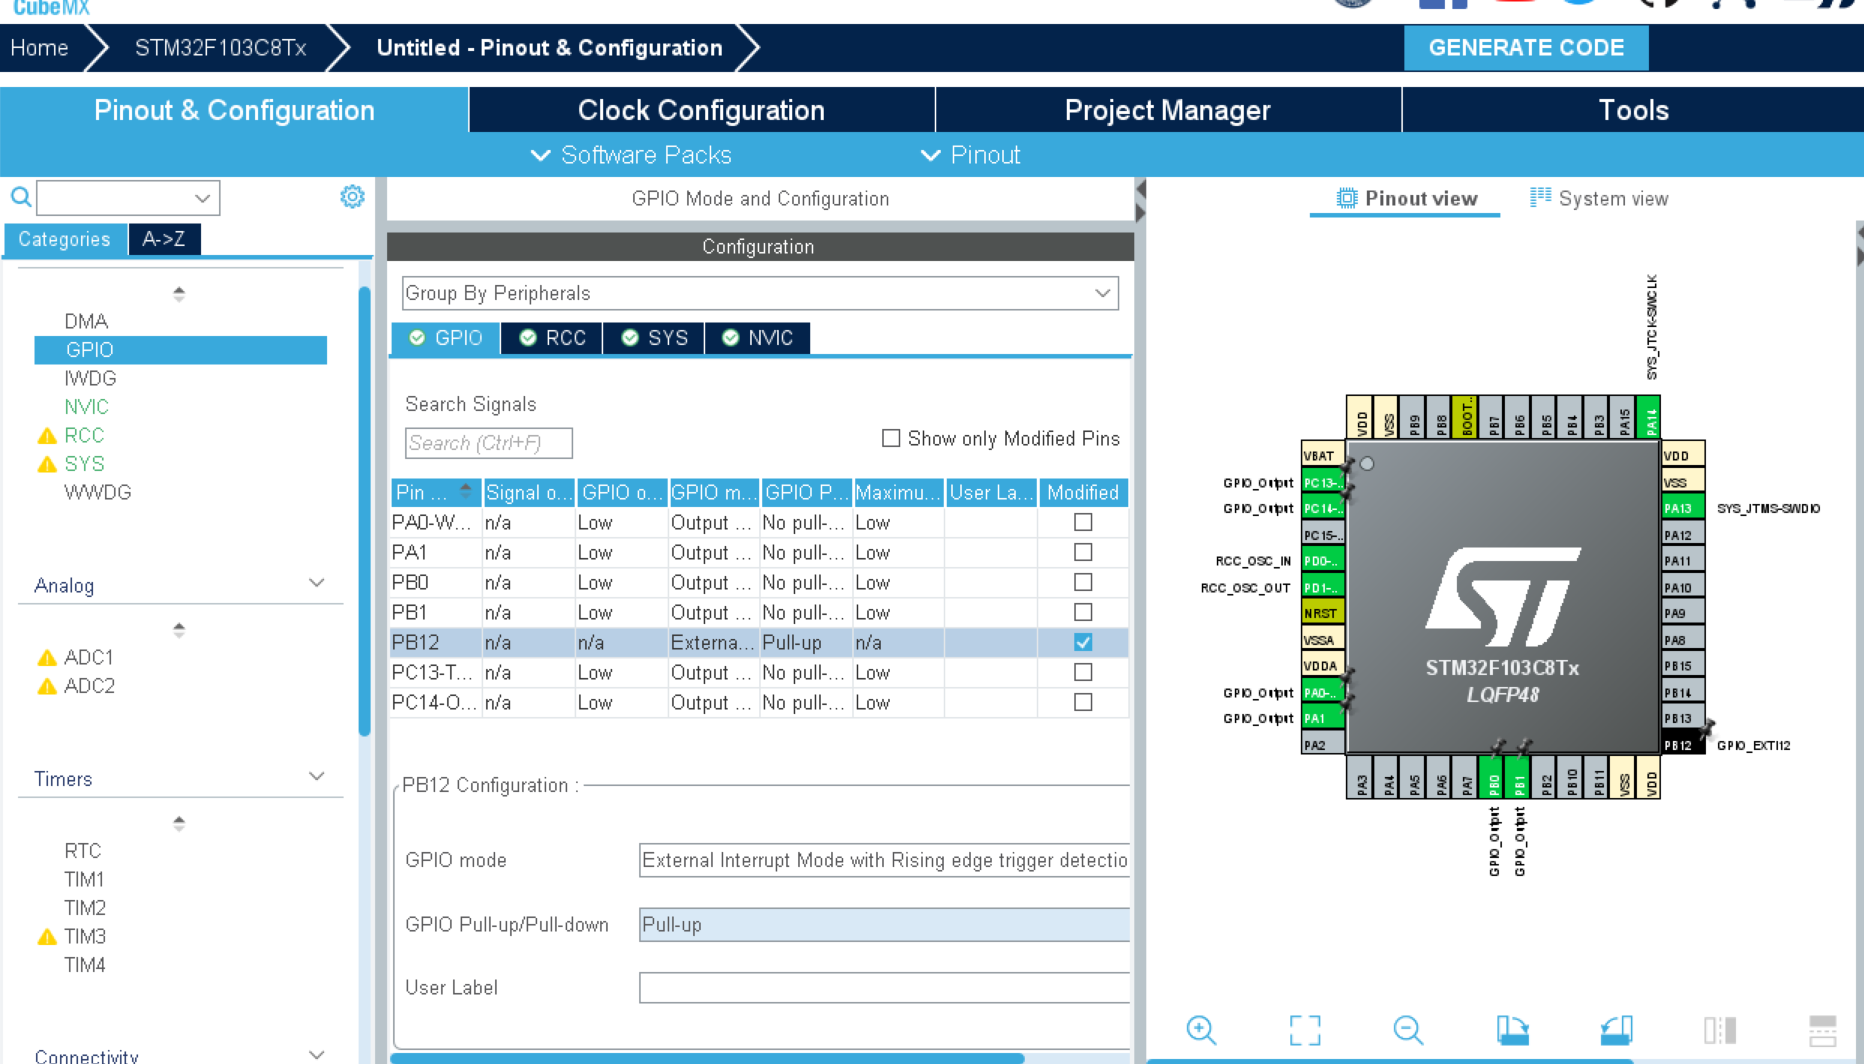 CubeMX
Home
STM32F103C8Tx
Untitled - Pinout & Configuration
GENERATE CODE
Pinout & Configuration
Clock Configuration
Project Manager
Tools
Software Packs
Pinout
GPIO Mode and Configuration
Pinout view
System view
Categories
A->Z
DMA
GPIO
IWDG
NVIC
RCC
SYS
WWDG
Analog
ADC1
ADC2
Timers
RTC
TIM1
TIM2
TIM3
TIM4
Connectivity
Configuration
Group By Peripherals
GPIO
RCC
SYS
NVIC
Search Signals
Search (Ctrl+F)
Show only Modified Pins
Pin ... Signal o... GPIO o... GPIO m... GPIO P... Maximu... User La... Modified
PA0-W... n/a Low Output ... No pull-... Low
PA1 n/a Low Output ... No pull-... Low
PB0 n/a Low Output ... No pull-... Low
PB1 n/a Low Output ... No pull-... Low
PB12 n/a n/a Externa... Pull-up n/a
PC13-T... n/a Low Output ... No pull-... Low
PC14-O... n/a Low Output ... No pull-... Low
PB12 Configuration :
GPIO mode
External Interrupt Mode with Rising edge trigger detectio
GPIO Pull-up/Pull-down
Pull-up
User Label
SYS_JTCK-SWCLK
VDD
VSS
PB9
PB8
BOOT..
PB7
PB6
PB5
PB4
PB3
PA15
PA14
VBAT
GPIO_Output PC13-..
GPIO_Output PC14-..
PC15-..
RCC_OSC_IN PD0-..
RCC_OSC_OUT PD1-..
NRST
VSSA
VDDA
GPIO_Output PA0-..
GPIO_Output PA1
PA2
STM32F103C8Tx
LQFP48
VDD
VSS
PA13 SYS_JTMS-SWDIO
PA12
PA11
PA10
PA9
PA8
PB15
PB14
PB13
PB12 GPIO_EXTI12
PA3
PA4
PA5
PA6
PA7
PB0
PB1
PB2
PB10
PB11
VSS
VDD
GPIO_Output
GPIO_Output